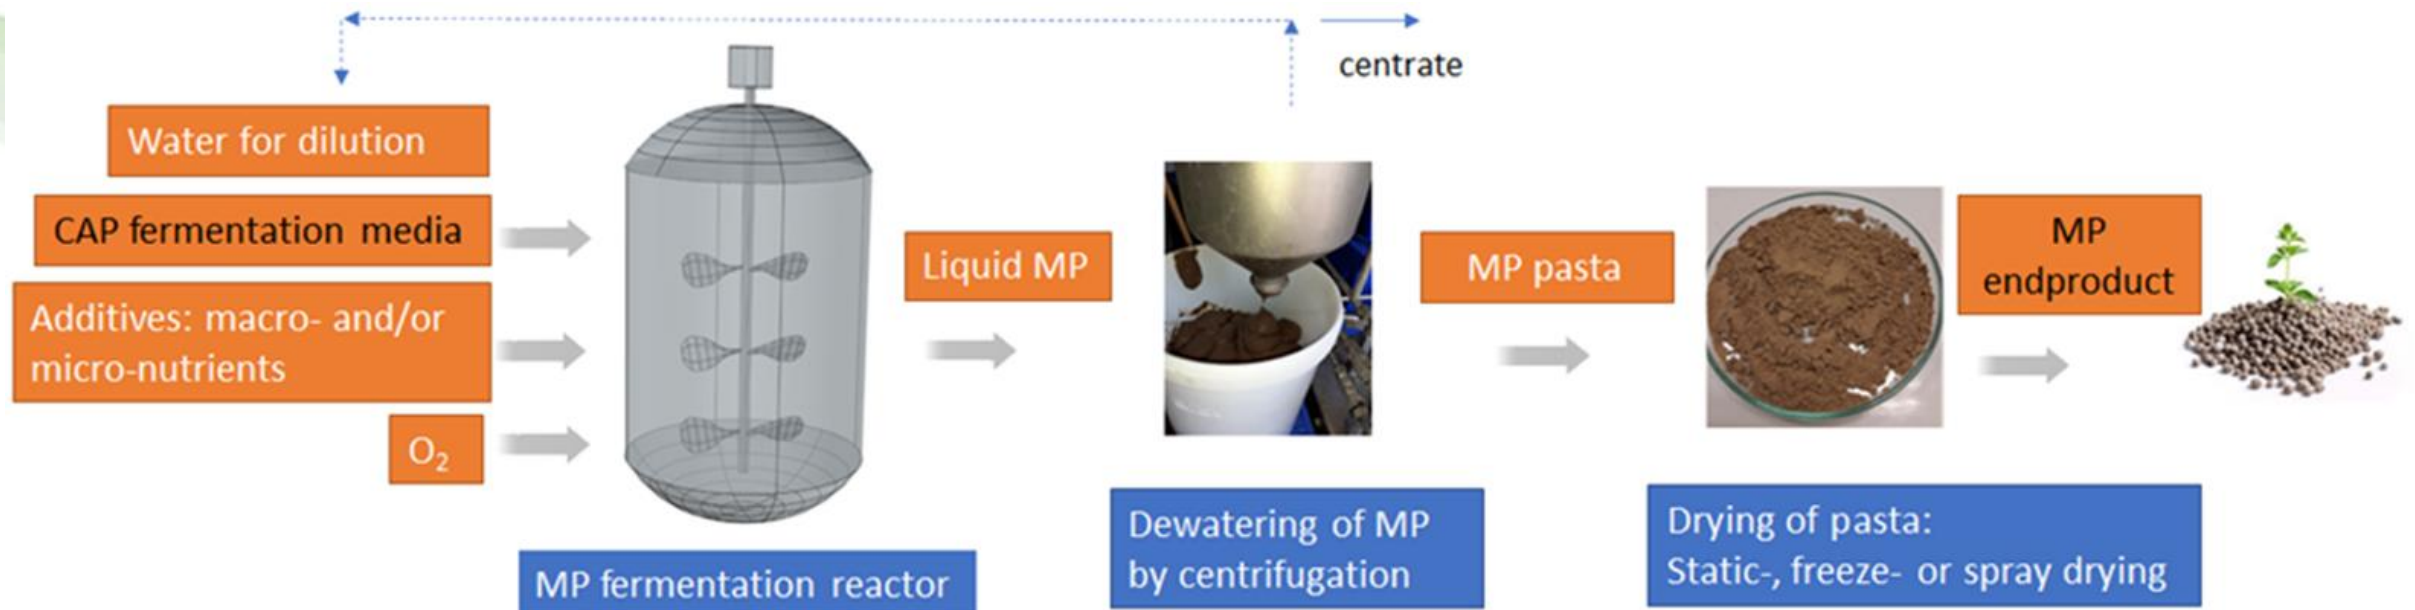 centrate
Water for dilution
CAP fermentation media
Additives: macro- and/or
micro-nutrients
O₂
MP fermentation reactor
Liquid MP
Dewatering of MP
by centrifugation
MP pasta
Drying of pasta:
Static-, freeze- or spray drying
MP
endproduct